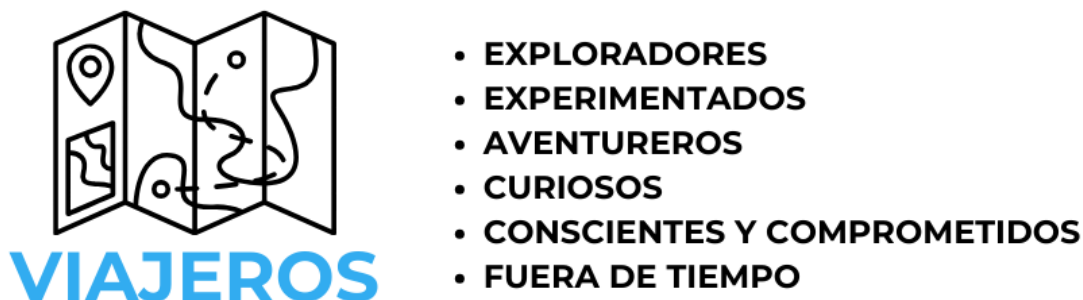 VIAJEROS
• EXPLORADORES
• EXPERIMENTADOS
• AVENTUREROS
• CURIOSOS
• CONSCIENTES Y COMPROMETIDOS
• FUERA DE TIEMPO